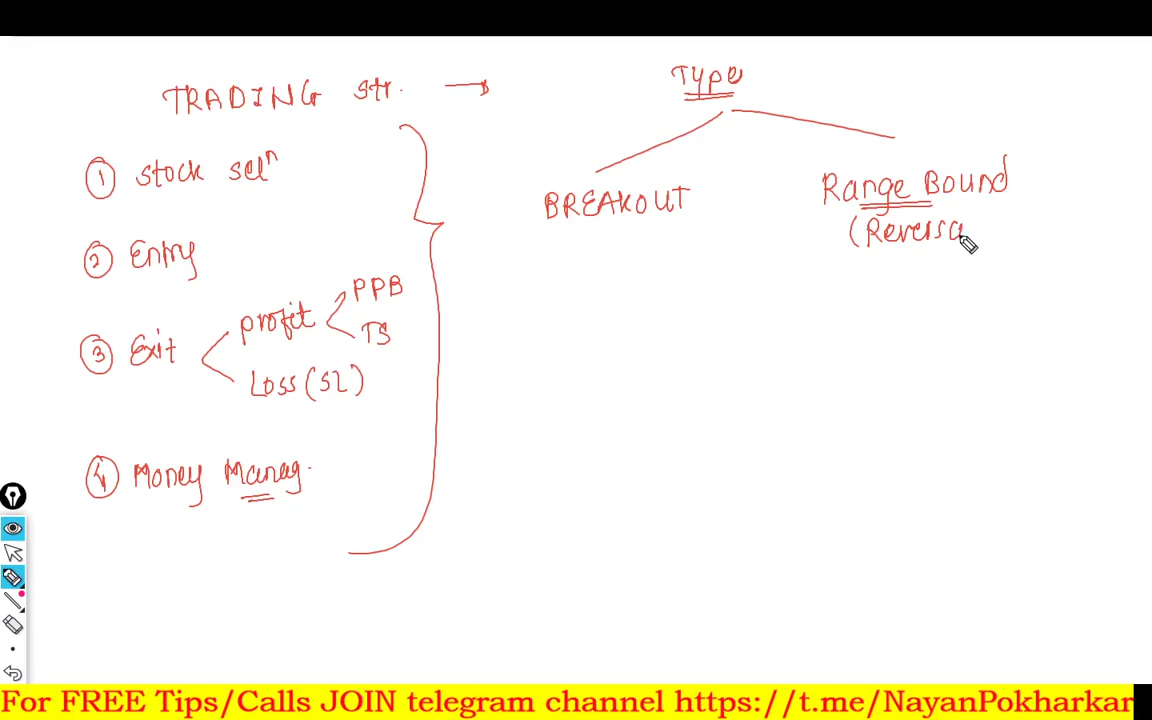 TRADING Str. →
① Stock selⁿ
② Entry
③ Exit
profit
PPB
TS
Loss (SL)
④ Money Manag.
Type
BREAKOUT
Range Bound
(Reversa
For FREE Tips/Calls JOIN telegram channel https://t.me/NayanPokharkar